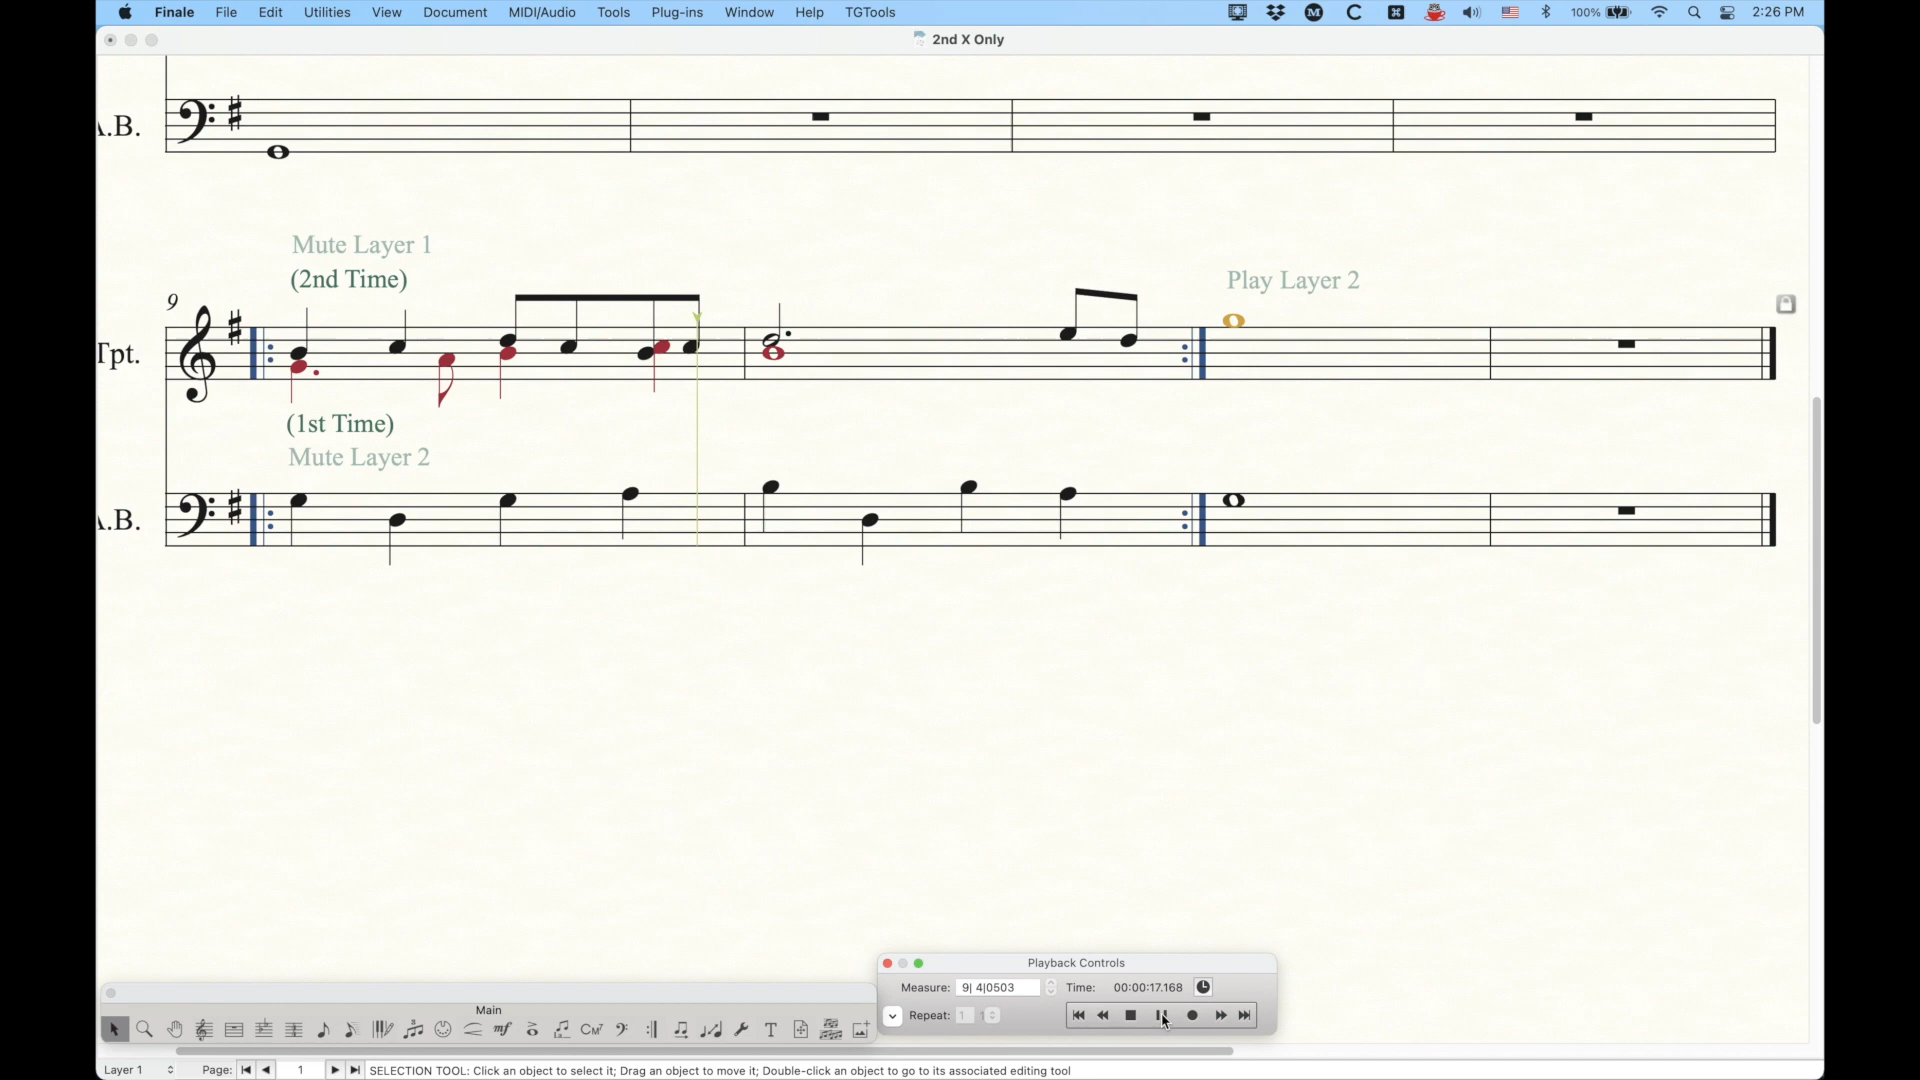 Finale File Edit Utilities View Document MIDI/Audio Tools Plug-ins Window Help TGTools 100% 2:26 PM
2nd X Only
A.B.
Mute Layer 1
(2nd Time)
Play Layer 2
9
Tpt.
(1st Time)
Mute Layer 2
A.B.
Playback Controls
Measure: 9| 4|0503 Time: 00:00:17.168
Main
Repeat: 1
Layer 1 Page: 1 SELECTION TOOL: Click an object to select it; Drag an object to move it; Double-click an object to go to its associated editing tool